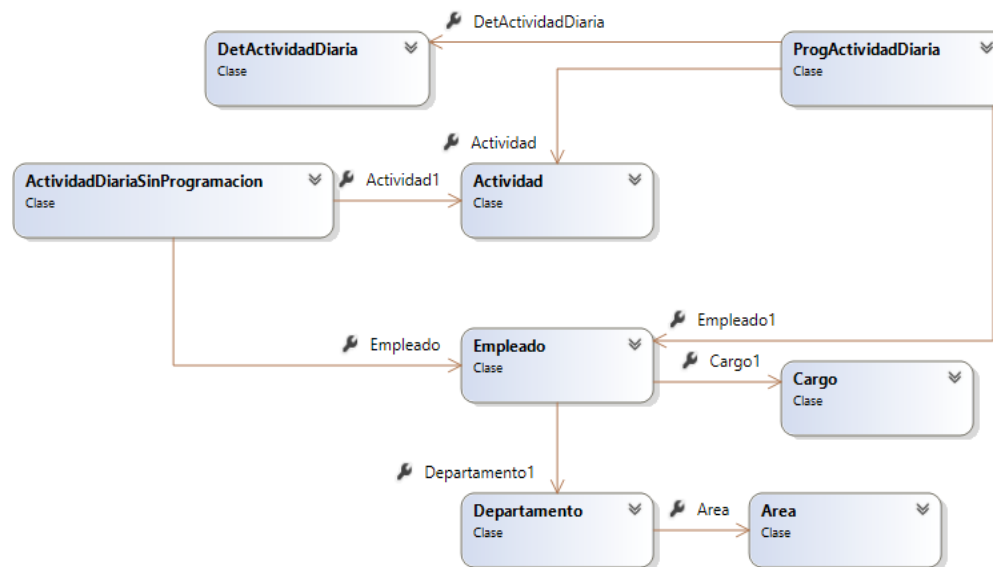 DetActividadDiaria
DetActividadDiaria
Clase
ProgActividadDiaria
Clase
Actividad
ActividadDiariaSinProgramacion
Clase
Actividad1
Actividad
Clase
Empleado1
Empleado
Empleado
Clase
Cargo1
Cargo
Clase
Departamento1
Departamento
Clase
Area
Area
Clase